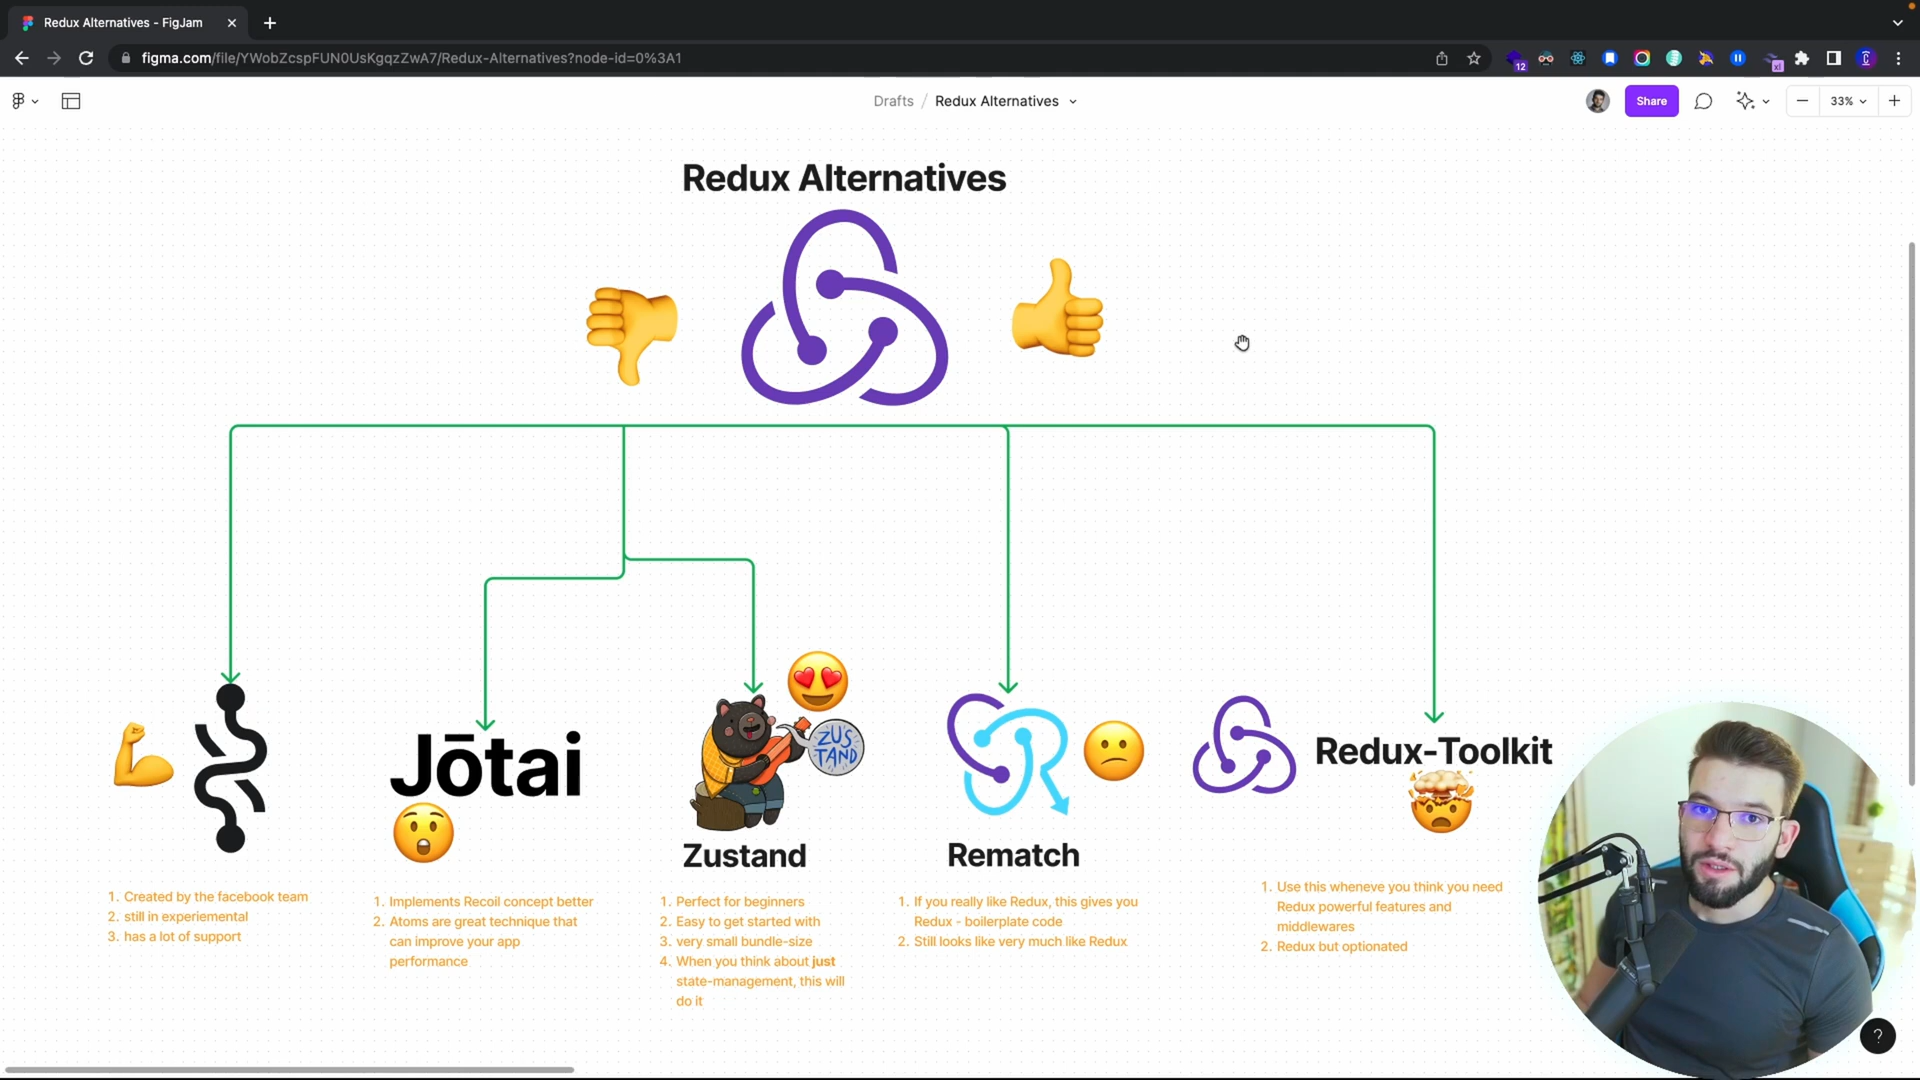 Redux Alternatives - FigJam
figma.com/file/YWobZcspFUN0UsKgqzZwA7/Redux-Alternatives?node-id=0%3A1
12
xl
Drafts / Redux Alternatives
Share
33%
Redux Alternatives
Jōtai
ZUS
TAND
Zustand
Rematch
Redux-Toolkit
1. Created by the facebook team
2. still in experiemental
3. has a lot of support
1. Implements Recoil concept better
2. Atoms are great technique that
can improve your app
performance
1. Perfect for beginners
2. Easy to get started with
3. very small bundle-size
4. When you think about just
state-management, this will
do it
1. If you really like Redux, this gives you
Redux - boilerplate code
2. Still looks like very much like Redux
1. Use this wheneve you think you need
Redux powerful features and
middlewares
2. Redux but optionated
?